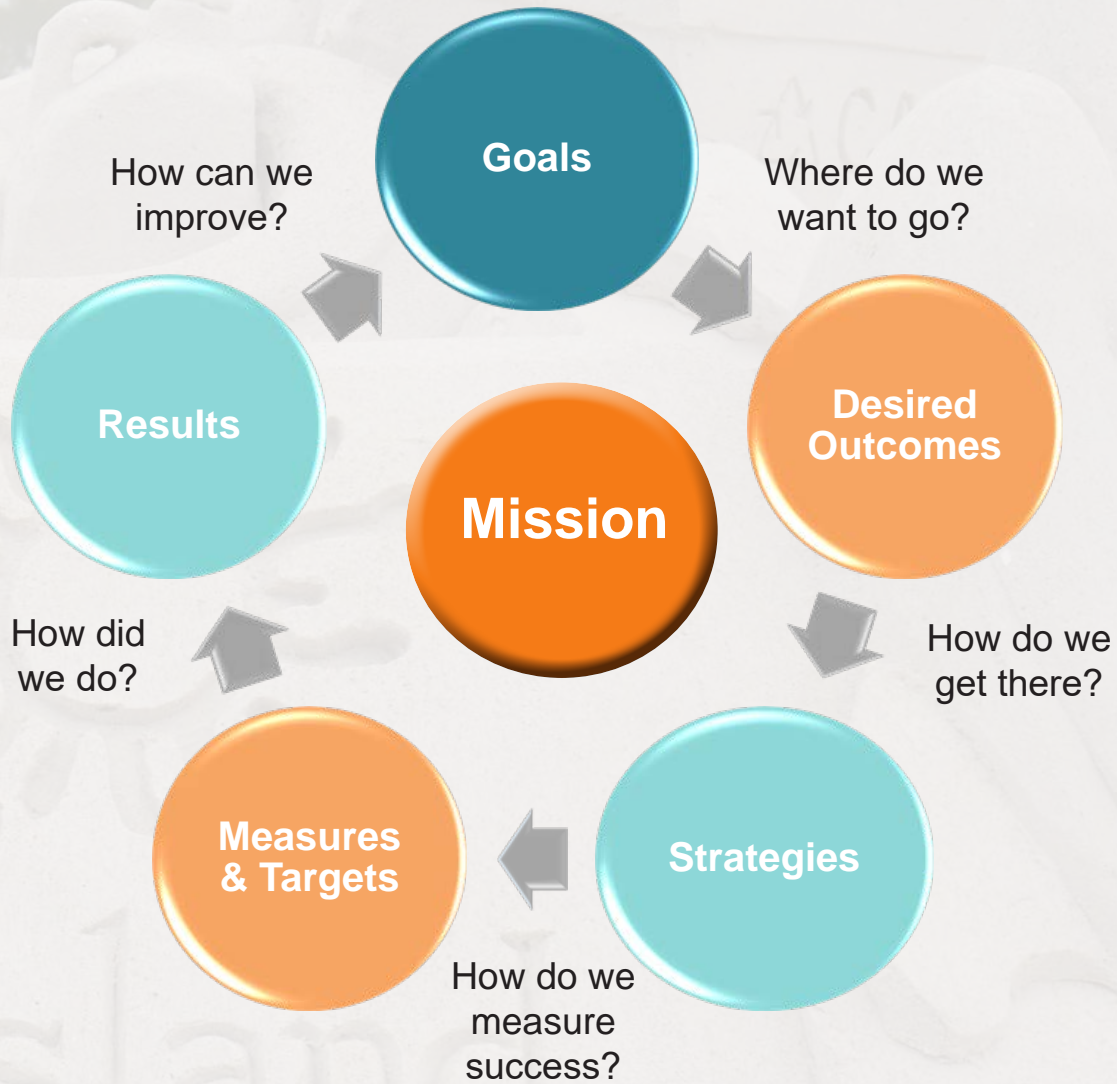 Goals
Where do we
want to go?
Desired
Outcomes
How do we
get there?
Strategies
How do we
measure
success?
Measures
& Targets
How did
we do?
Results
How can we
improve?
Mission